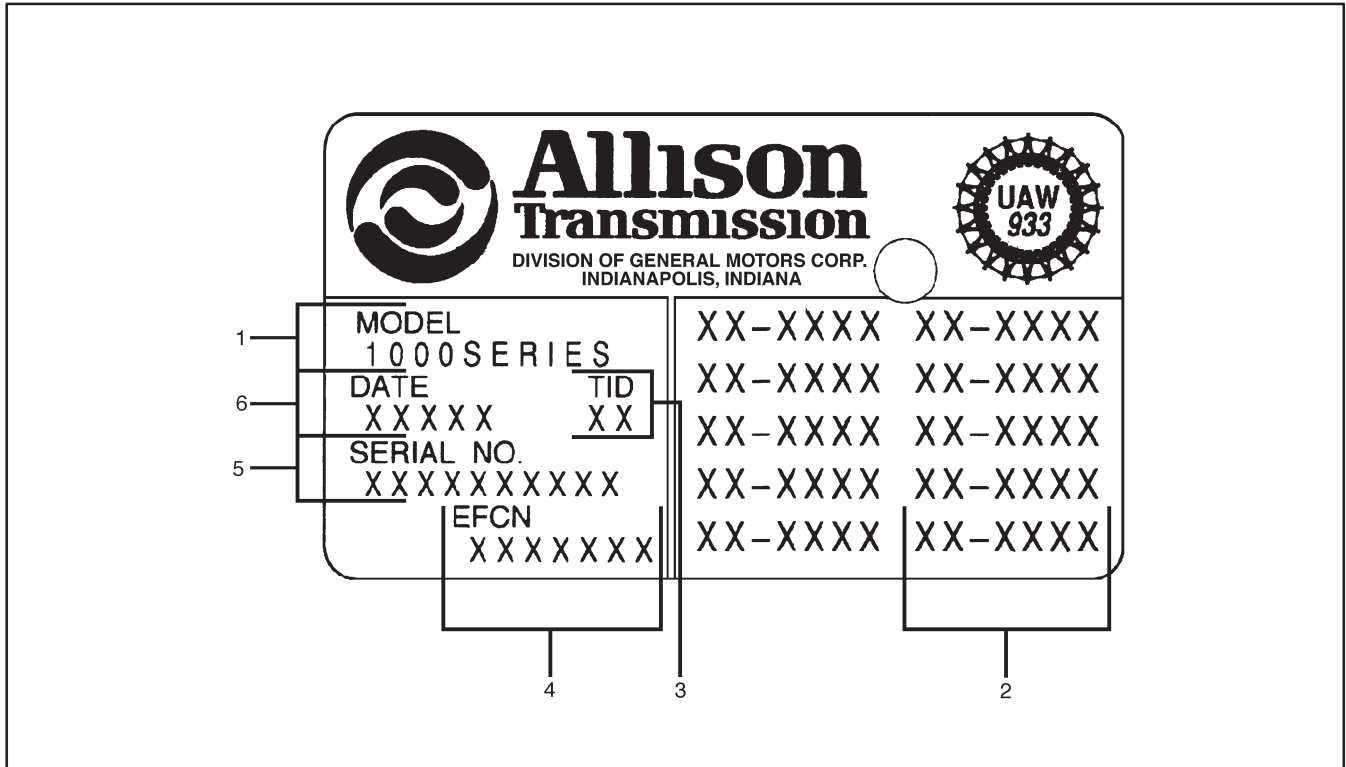 Allison
Transmission
DIVISION OF GENERAL MOTORS CORP.
INDIANAPOLIS, INDIANA
UAW
933
1
MODEL
1000SERIES
6
DATE TID
XXXXX XX
5
SERIAL NO.
XXXXXXXXXX
EFCN
XXXXXXX
XX-XXXX XX-XXXX
XX-XXXX XX-XXXX
XX-XXXX XX-XXXX
XX-XXXX XX-XXXX
XX-XXXX XX-XXXX
4 3 2